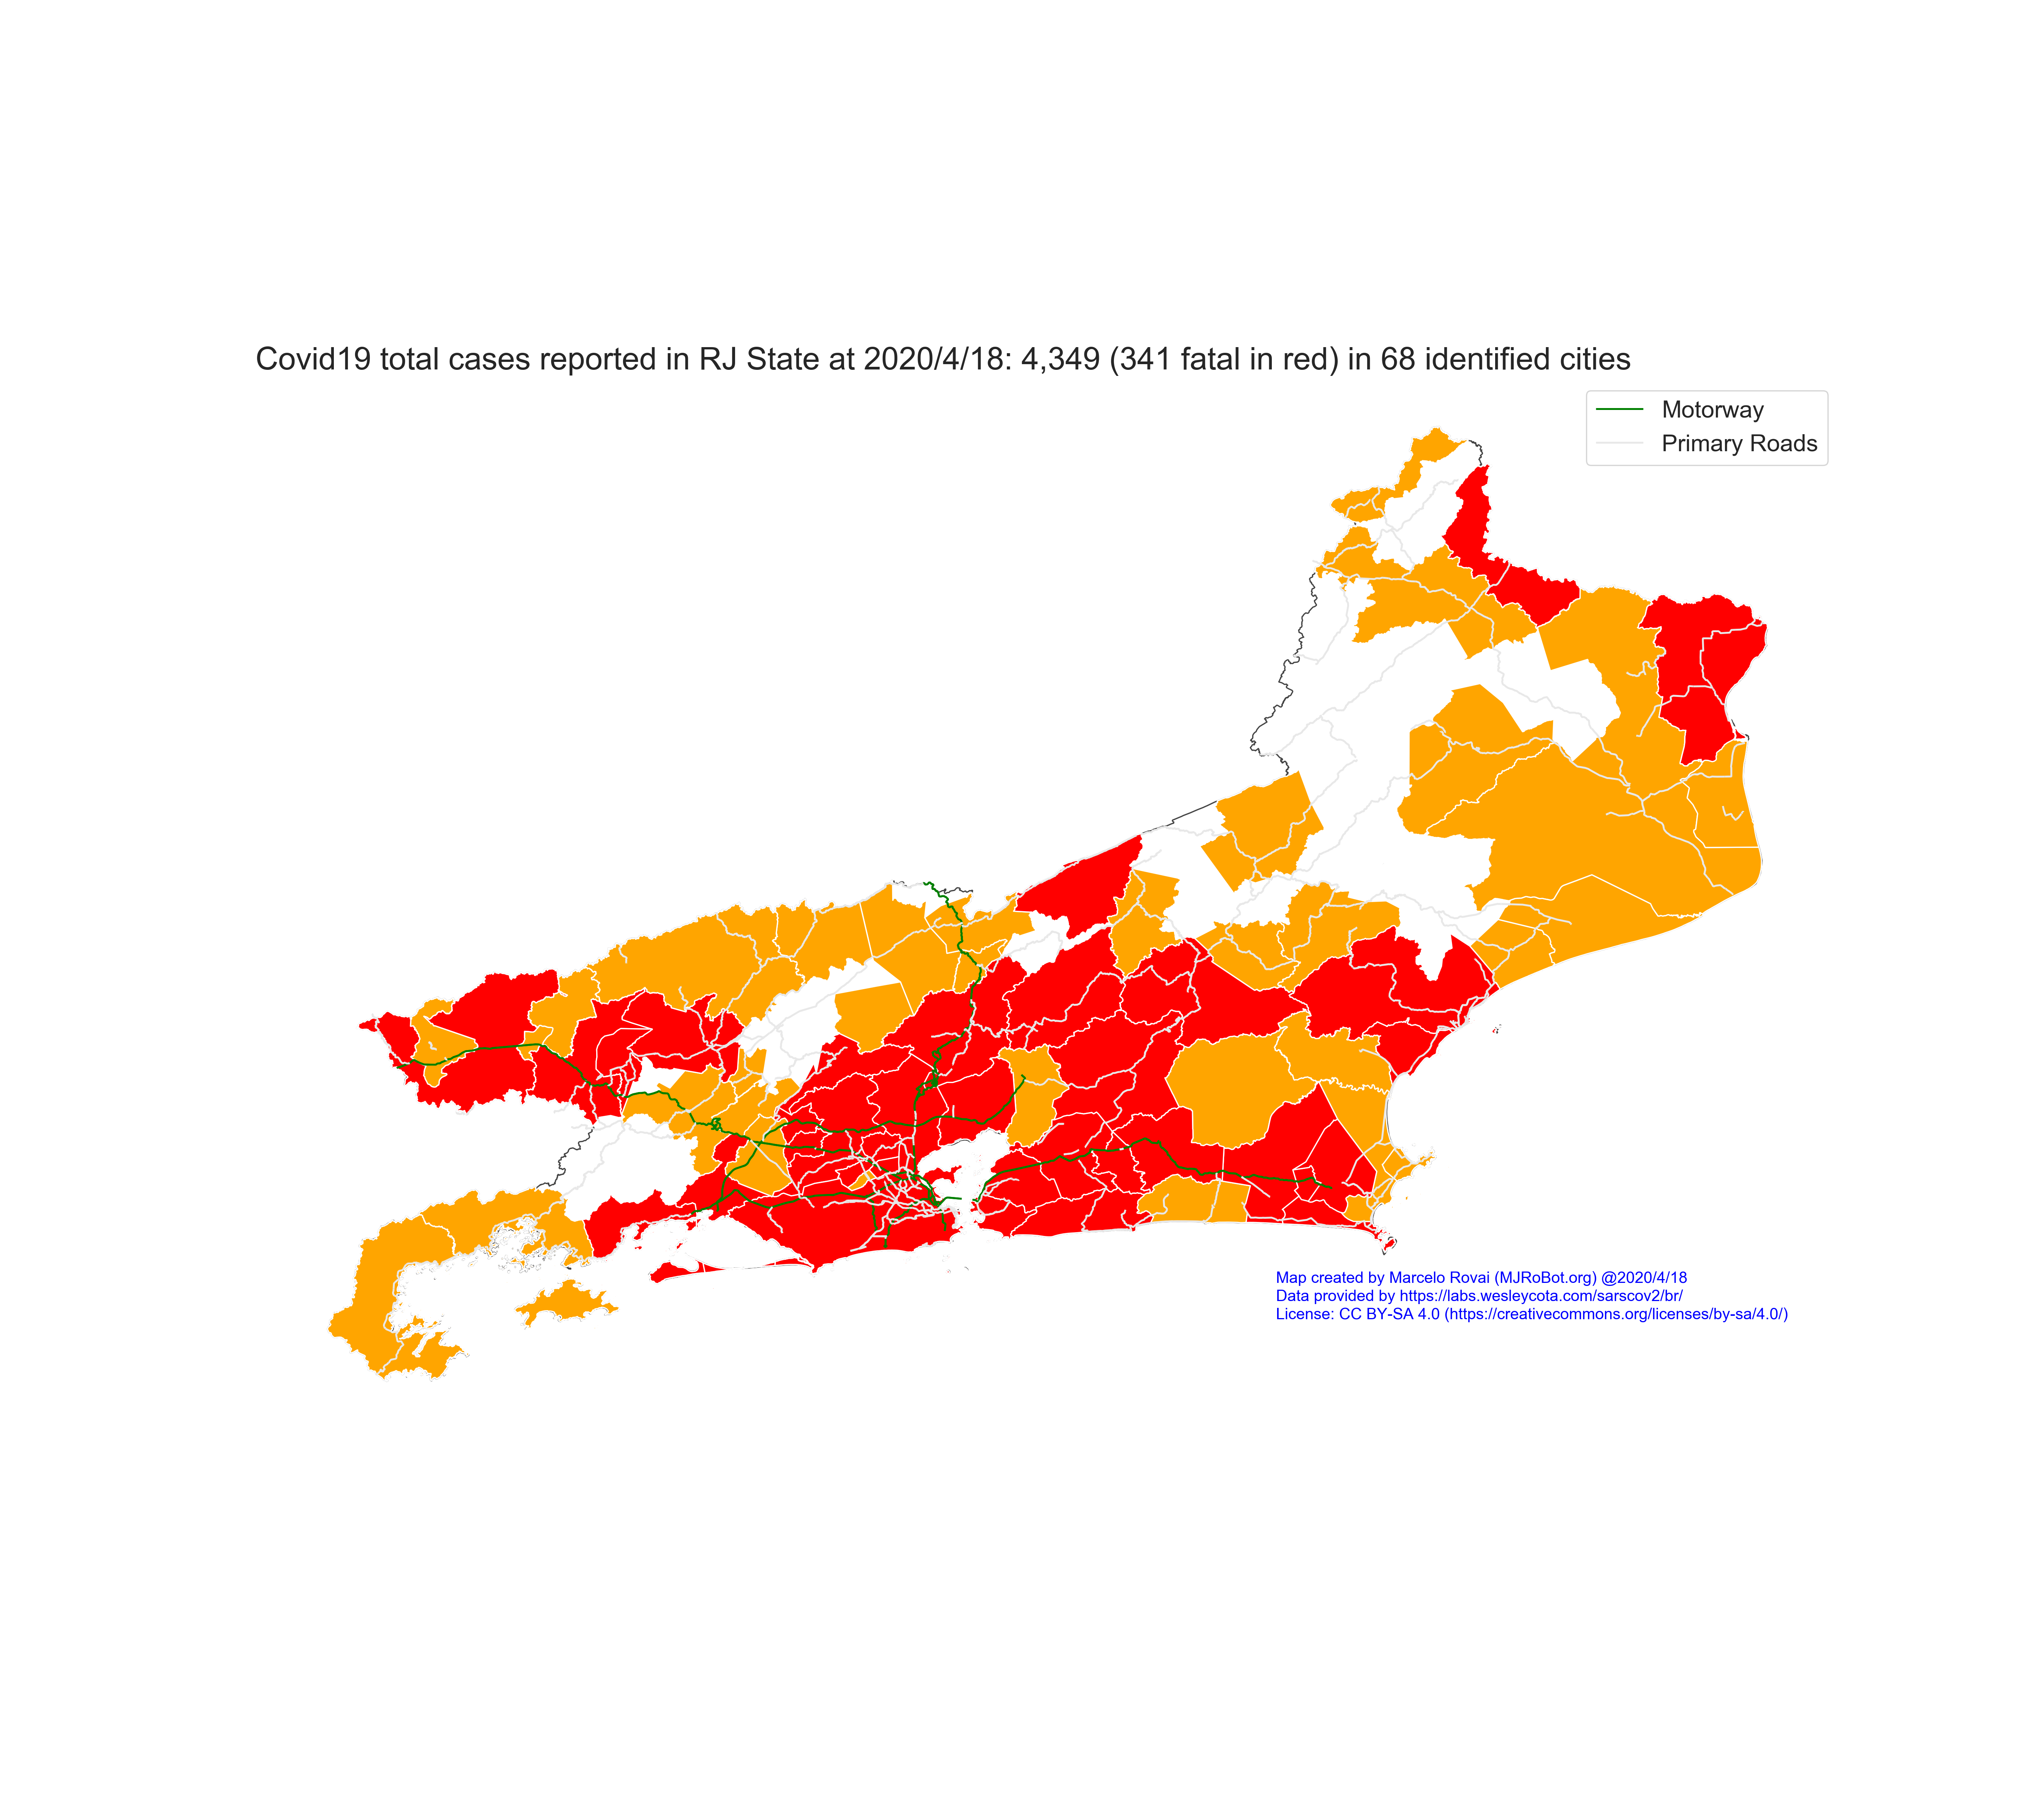 Covid19 total cases reported in RJ State at 2020/4/18: 4,349 (341 fatal in red) in 68 identified cities
Motorway
Primary Roads
Map created by Marcelo Rovai (MJRoBot.org) @2020/4/18
Data provided by https://labs.wesleycota.com/sarscov2/br/
License: CC BY-SA 4.0 (https://creativecommons.org/licenses/by-sa/4.0/)